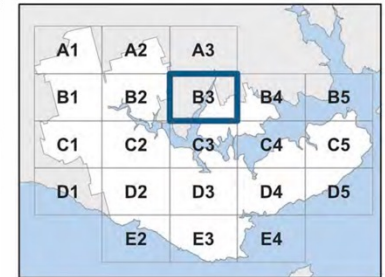 A1 A2 A3
B1 B2 B3 B4 B5
C1 C2 C3 C4 C5
D1 D2 D3 D4 D5
E2 E3 E4